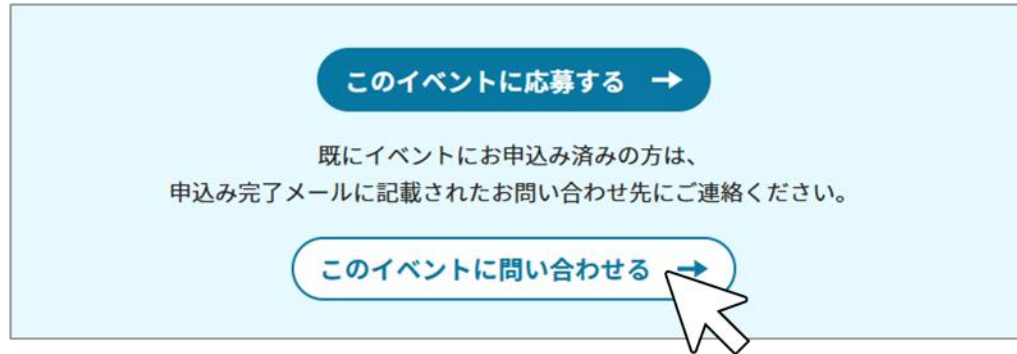 このイベントに応募する →
既にイベントにお申込み済みの方は、
申込み完了メールに記載されたお問い合わせ先にご連絡ください。
このイベントに問い合わせる →